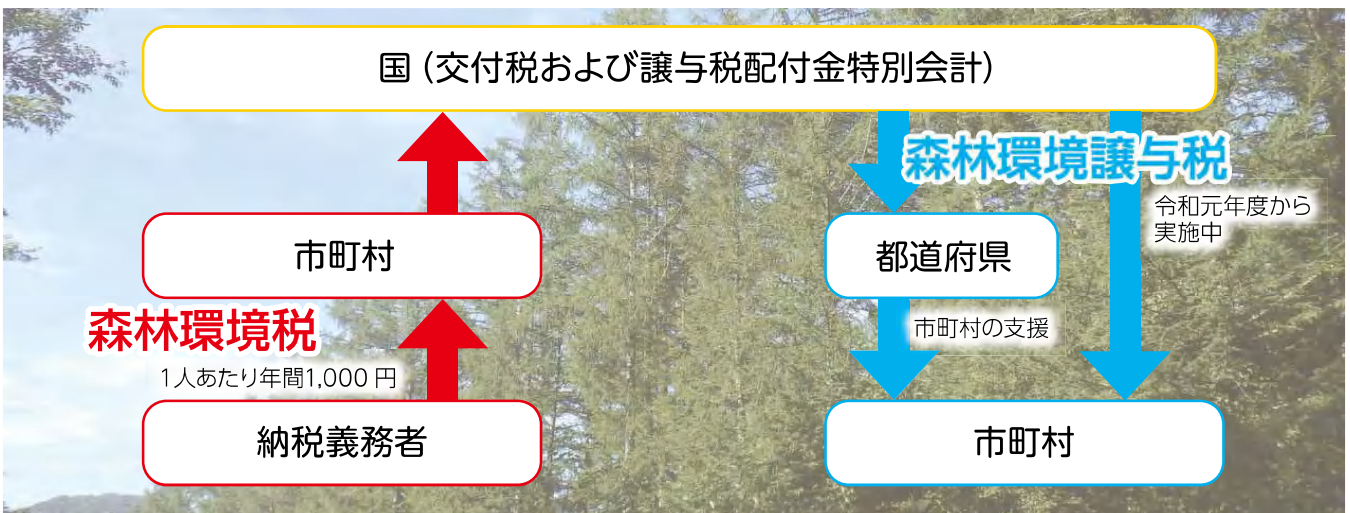 国（交付税および譲与税配付金特別会計）
森林環境譲与税
令和元年度から
実施中
市町村
都道府県
森林環境税
市町村の支援
1人あたり年間1,000 円
納税義務者
市町村